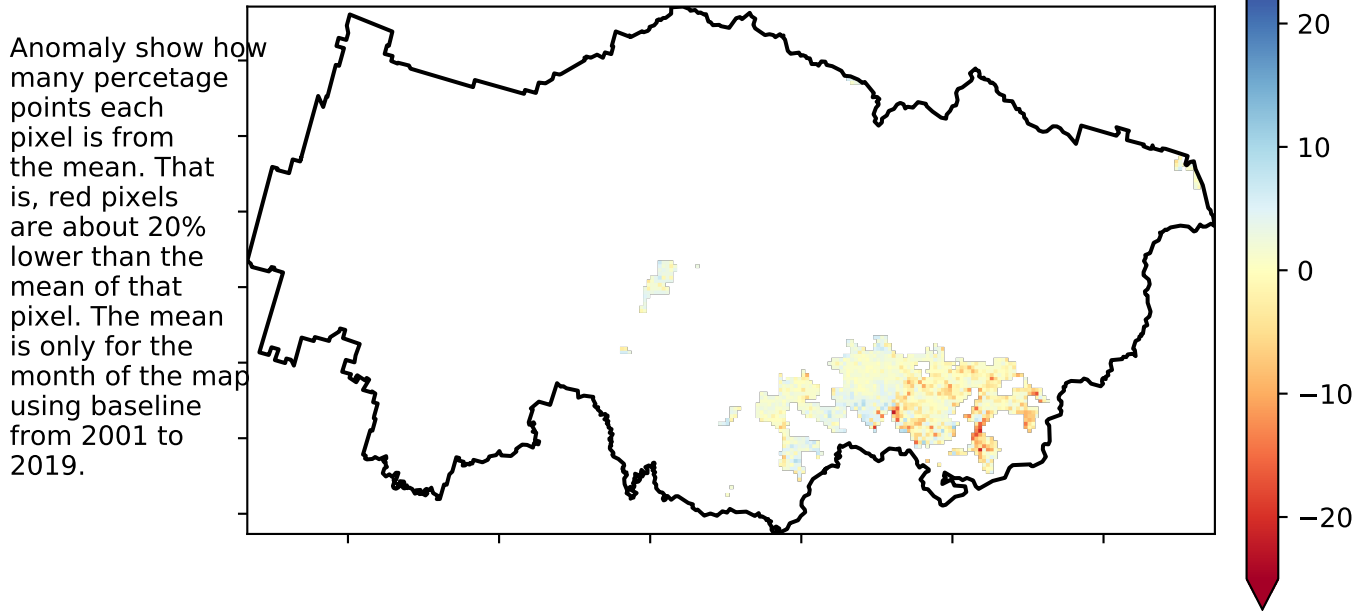 Anomaly show how
many percetage
points each
pixel is from
the mean. That
is, red pixels
are about 20%
lower than the
mean of that
pixel. The mean
is only for the
month of the map
using baseline
from 2001 to
2019.
20
10
0
−10
−20